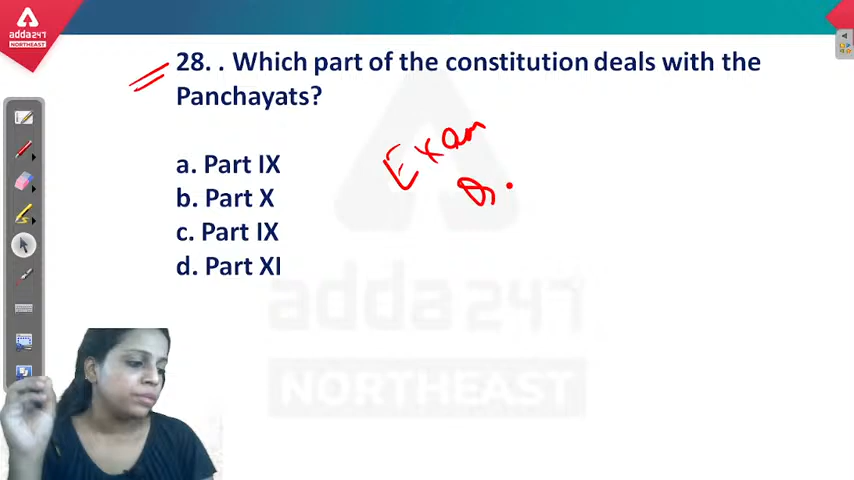 adda247
NORTHEAST
28. . Which part of the constitution deals with the
Panchayats?
Exam
a. Part IX
b. Part X
c. Part IX
d. Part XI
adda247
NORTHEAST